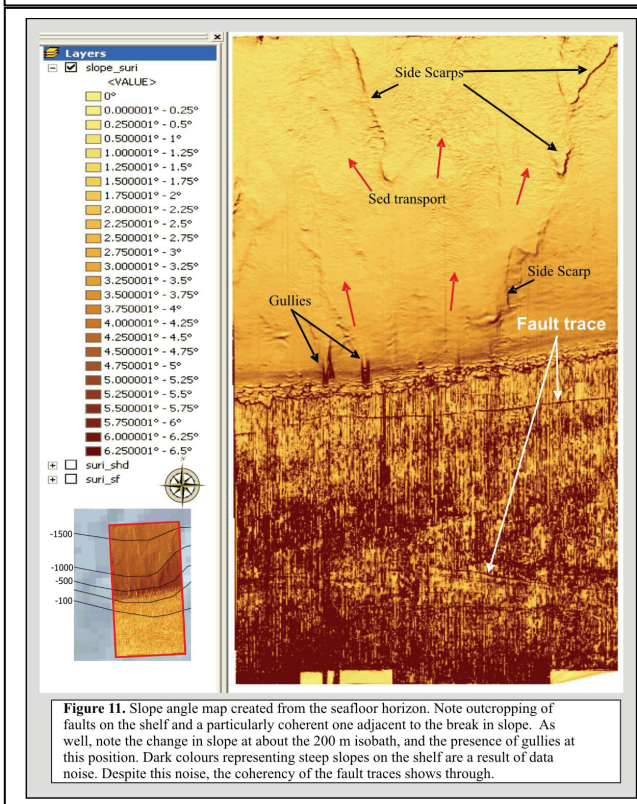 Layers
slope_suri
<VALUE>
0°
0.000001° - 0.25°
0.250001° - 0.5°
0.500001° - 1°
1.000001° - 1.25°
1.250001° - 1.5°
1.500001° - 1.75°
1.750001° - 2°
2.000001° - 2.25°
2.250001° - 2.5°
2.500001° - 2.75°
2.750001° - 3°
3.000001° - 3.25°
3.250001° - 3.5°
3.500001° - 3.75°
3.750001° - 4°
4.000001° - 4.25°
4.250001° - 4.5°
4.500001° - 4.75°
4.750001° - 5°
5.000001° - 5.25°
5.250001° - 5.5°
5.500001° - 5.75°
5.750001° - 6°
6.000001° - 6.25°
6.250001° - 6.5°
suri_shd
suri_sf
-1500
-1000
-500
-100
Side Scarps
Sed transport
Side Scarp
Gullies
Fault trace
Figure 11. Slope angle map created from the seafloor horizon. Note outcropping of
faults on the shelf and a particularly coherent one adjacent to the break in slope. As
well, note the change in slope at about the 200 m isobath, and the presence of gullies at
this position. Dark colours representing steep slopes on the shelf are a result of data
noise. Despite this noise, the coherency of the fault traces shows through.